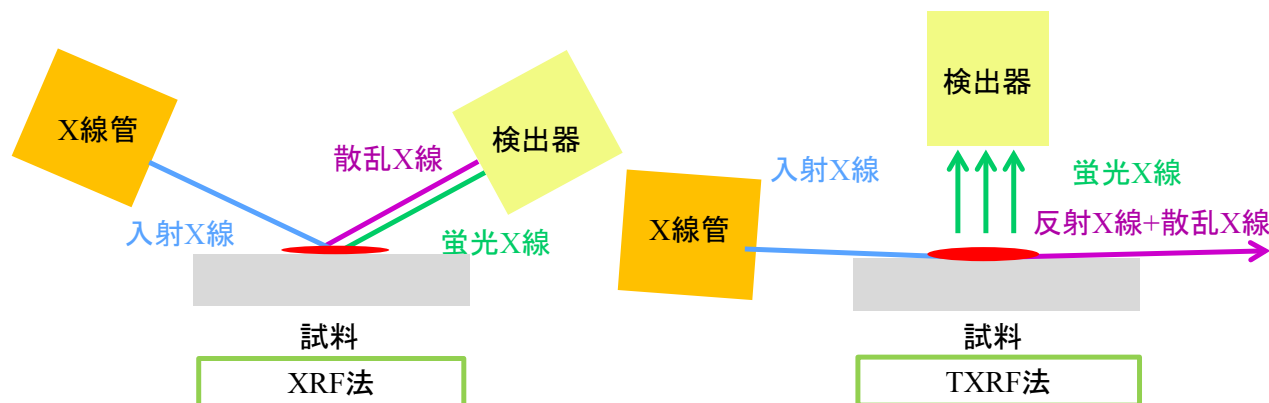 X線管
検出器
散乱X線
入射X線
蛍光X線
試料
XRF法
検出器
入射X線
蛍光X線
X線管
反射X線+散乱X線
試料
TXRF法